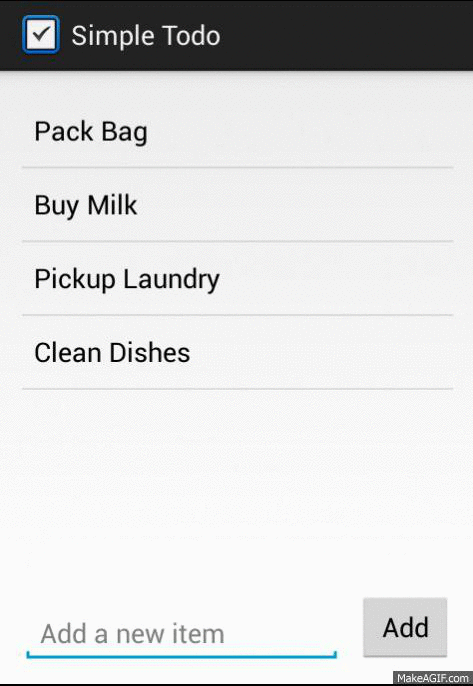 Simple Todo
Pack Bag
Buy Milk
Pickup Laundry
Clean Dishes
Add a new item
Add
MakeAGIF.com